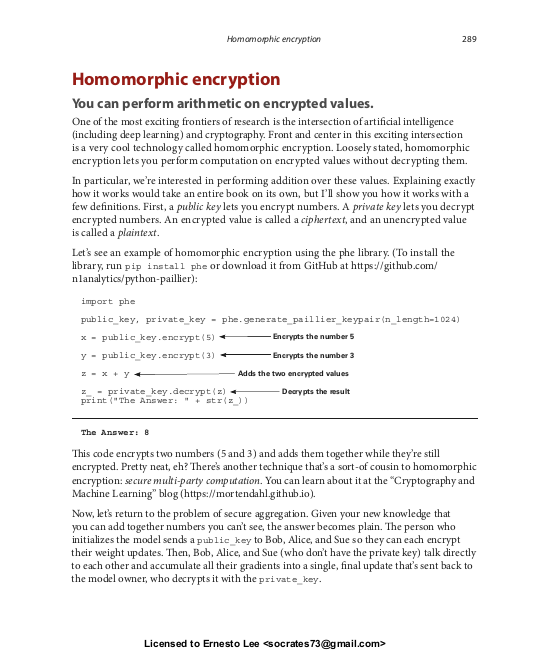 Homomorphic encryption 289
Homomorphic encryption
You can perform arithmetic on encrypted values.
One of the most exciting frontiers of research is the intersection of artificial intelligence
(including deep learning) and cryptography. Front and center in this exciting intersection
is a very cool technology called homomorphic encryption. Loosely stated, homomorphic
encryption lets you perform computation on encrypted values without decrypting them.
In particular, we're interested in performing addition over these values. Explaining exactly
how it works would take an entire book on its own, but I'll show you how it works with a
few definitions. First, a public key lets you encrypt numbers. A private key lets you decrypt
encrypted numbers. An encrypted value is called a ciphertext, and an unencrypted value
is called a plaintext.
Let's see an example of homomorphic encryption using the phe library. (To install the
library, run pip install phe or download it from GitHub at https://github.com/
n1analytics/python-paillier):
import phe
public_key, private_key = phe.generate_paillier_keypair(n_length=1024)
x = public_key.encrypt(5) Encrypts the number 5
y = public_key.encrypt(3) Encrypts the number 3
z = x + y Adds the two encrypted values
z_ = private_key.decrypt(z) Decrypts the result
print("The Answer: " + str(z_))
The Answer: 8
This code encrypts two numbers (5 and 3) and adds them together while they're still
encrypted. Pretty neat, eh? There's another technique that's a sort-of cousin to homomorphic
encryption: secure multi-party computation. You can learn about it at the "Cryptography and
Machine Learning" blog (https://mortendahl.github.io).
Now, let's return to the problem of secure aggregation. Given your new knowledge that
you can add together numbers you can't see, the answer becomes plain. The person who
initializes the model sends a public_key to Bob, Alice, and Sue so they can each encrypt
their weight updates. Then, Bob, Alice, and Sue (who don't have the private key) talk directly
to each other and accumulate all their gradients into a single, final update that's sent back to
the model owner, who decrypts it with the private_key.
Licensed to Ernesto Lee <socrates73@gmail.com>